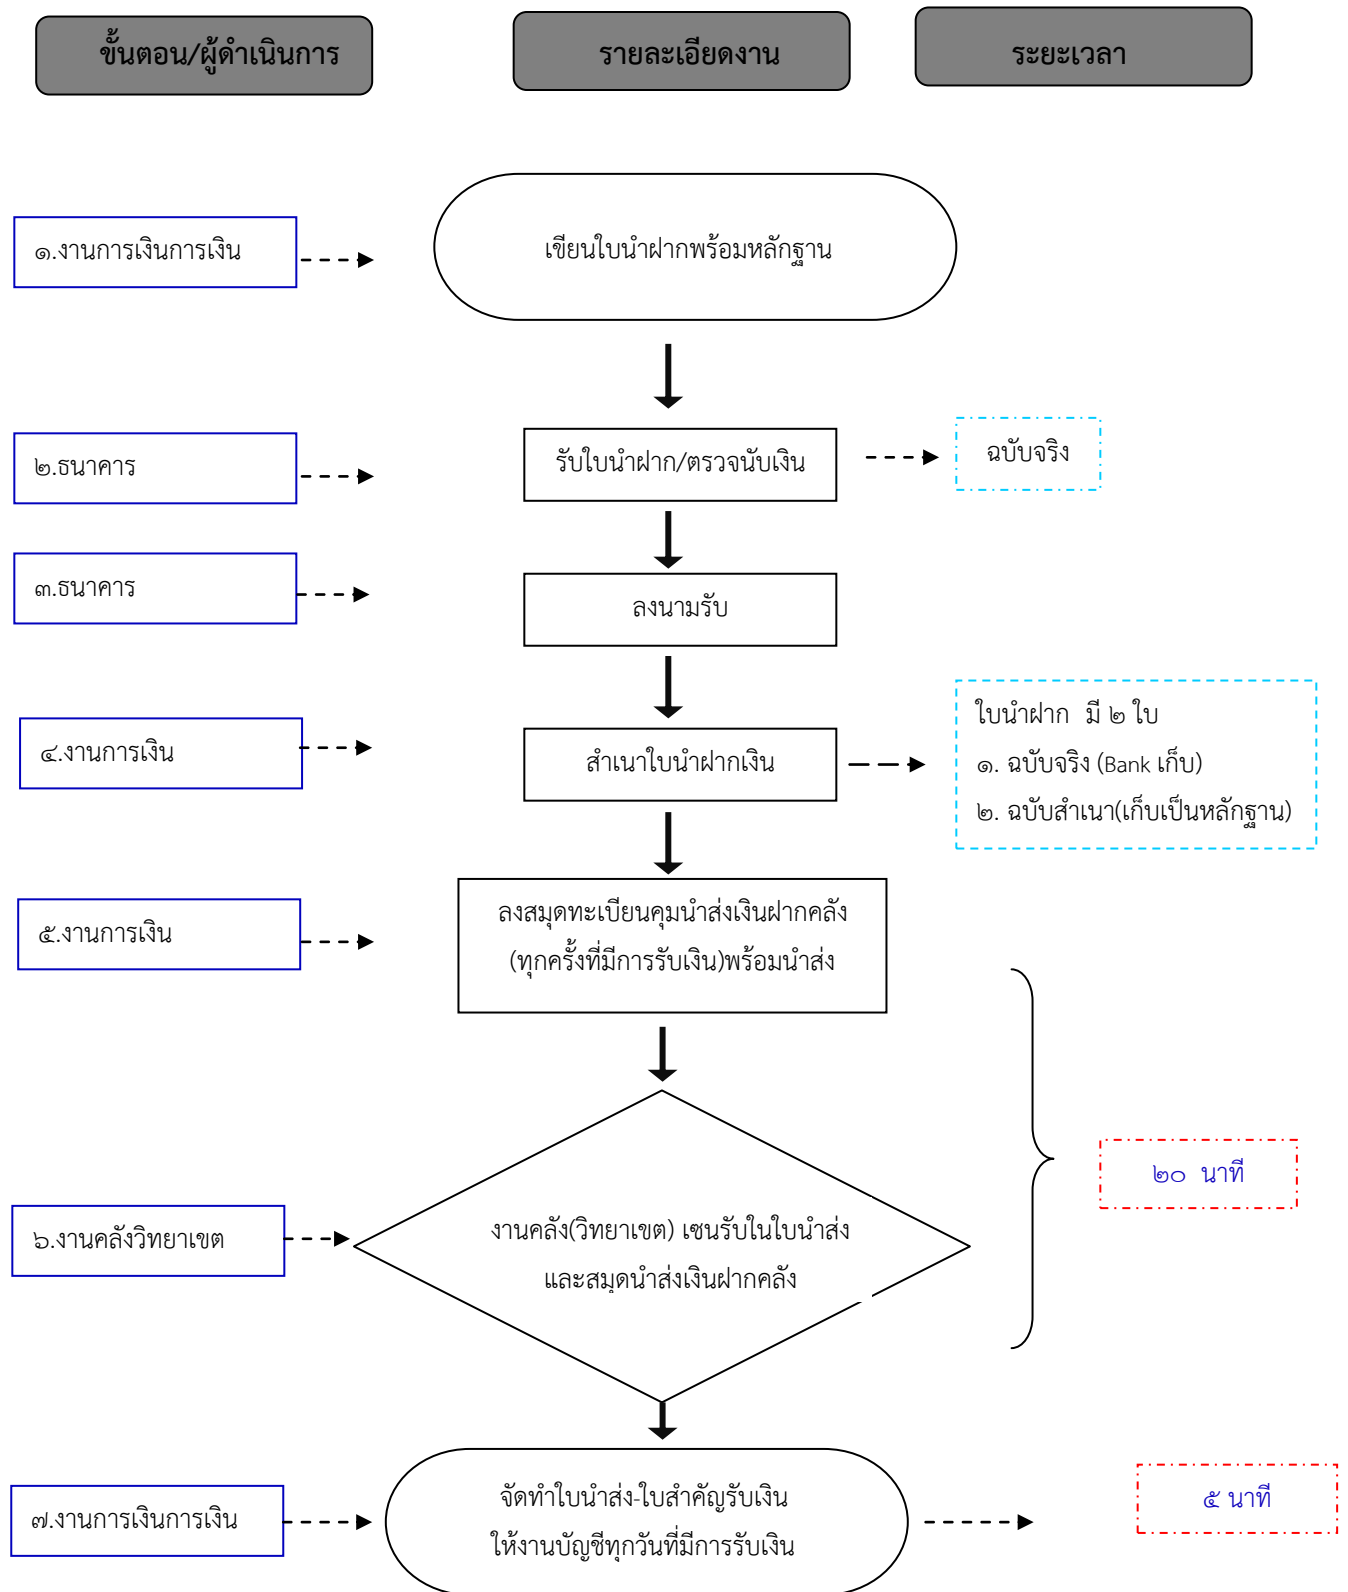 ขั้นตอน/ผู้ดำเนินการ
รายละเอียดงาน
ระยะเวลา
๑.งานการเงินการเงิน
เขียนใบนำฝากพร้อมหลักฐาน
๒.ธนาคาร
รับใบนำฝาก/ตรวจนับเงิน
ฉบับจริง
๓.ธนาคาร
ลงนามรับ
๔.งานการเงิน
สำเนาใบนำฝากเงิน
ใบนำฝาก มี ๒ ใบ
๑. ฉบับจริง (Bank เก็บ)
๒. ฉบับสำเนา(เก็บเป็นหลักฐาน)
๕.งานการเงิน
ลงสมุดทะเบียนคุมนำส่งเงินฝากคลัง
(ทุกครั้งที่มีการรับเงิน)พร้อมนำส่ง
๒๐ นาที
๖.งานคลังวิทยาเขต
งานคลัง(วิทยาเขต) เซนรับในใบนำส่ง
และสมุดนำส่งเงินฝากคลัง
๗.งานการเงินการเงิน
จัดทำใบนำส่ง-ใบสำคัญรับเงิน
ให้งานบัญชีทุกวันที่มีการรับเงิน
๕ นาที